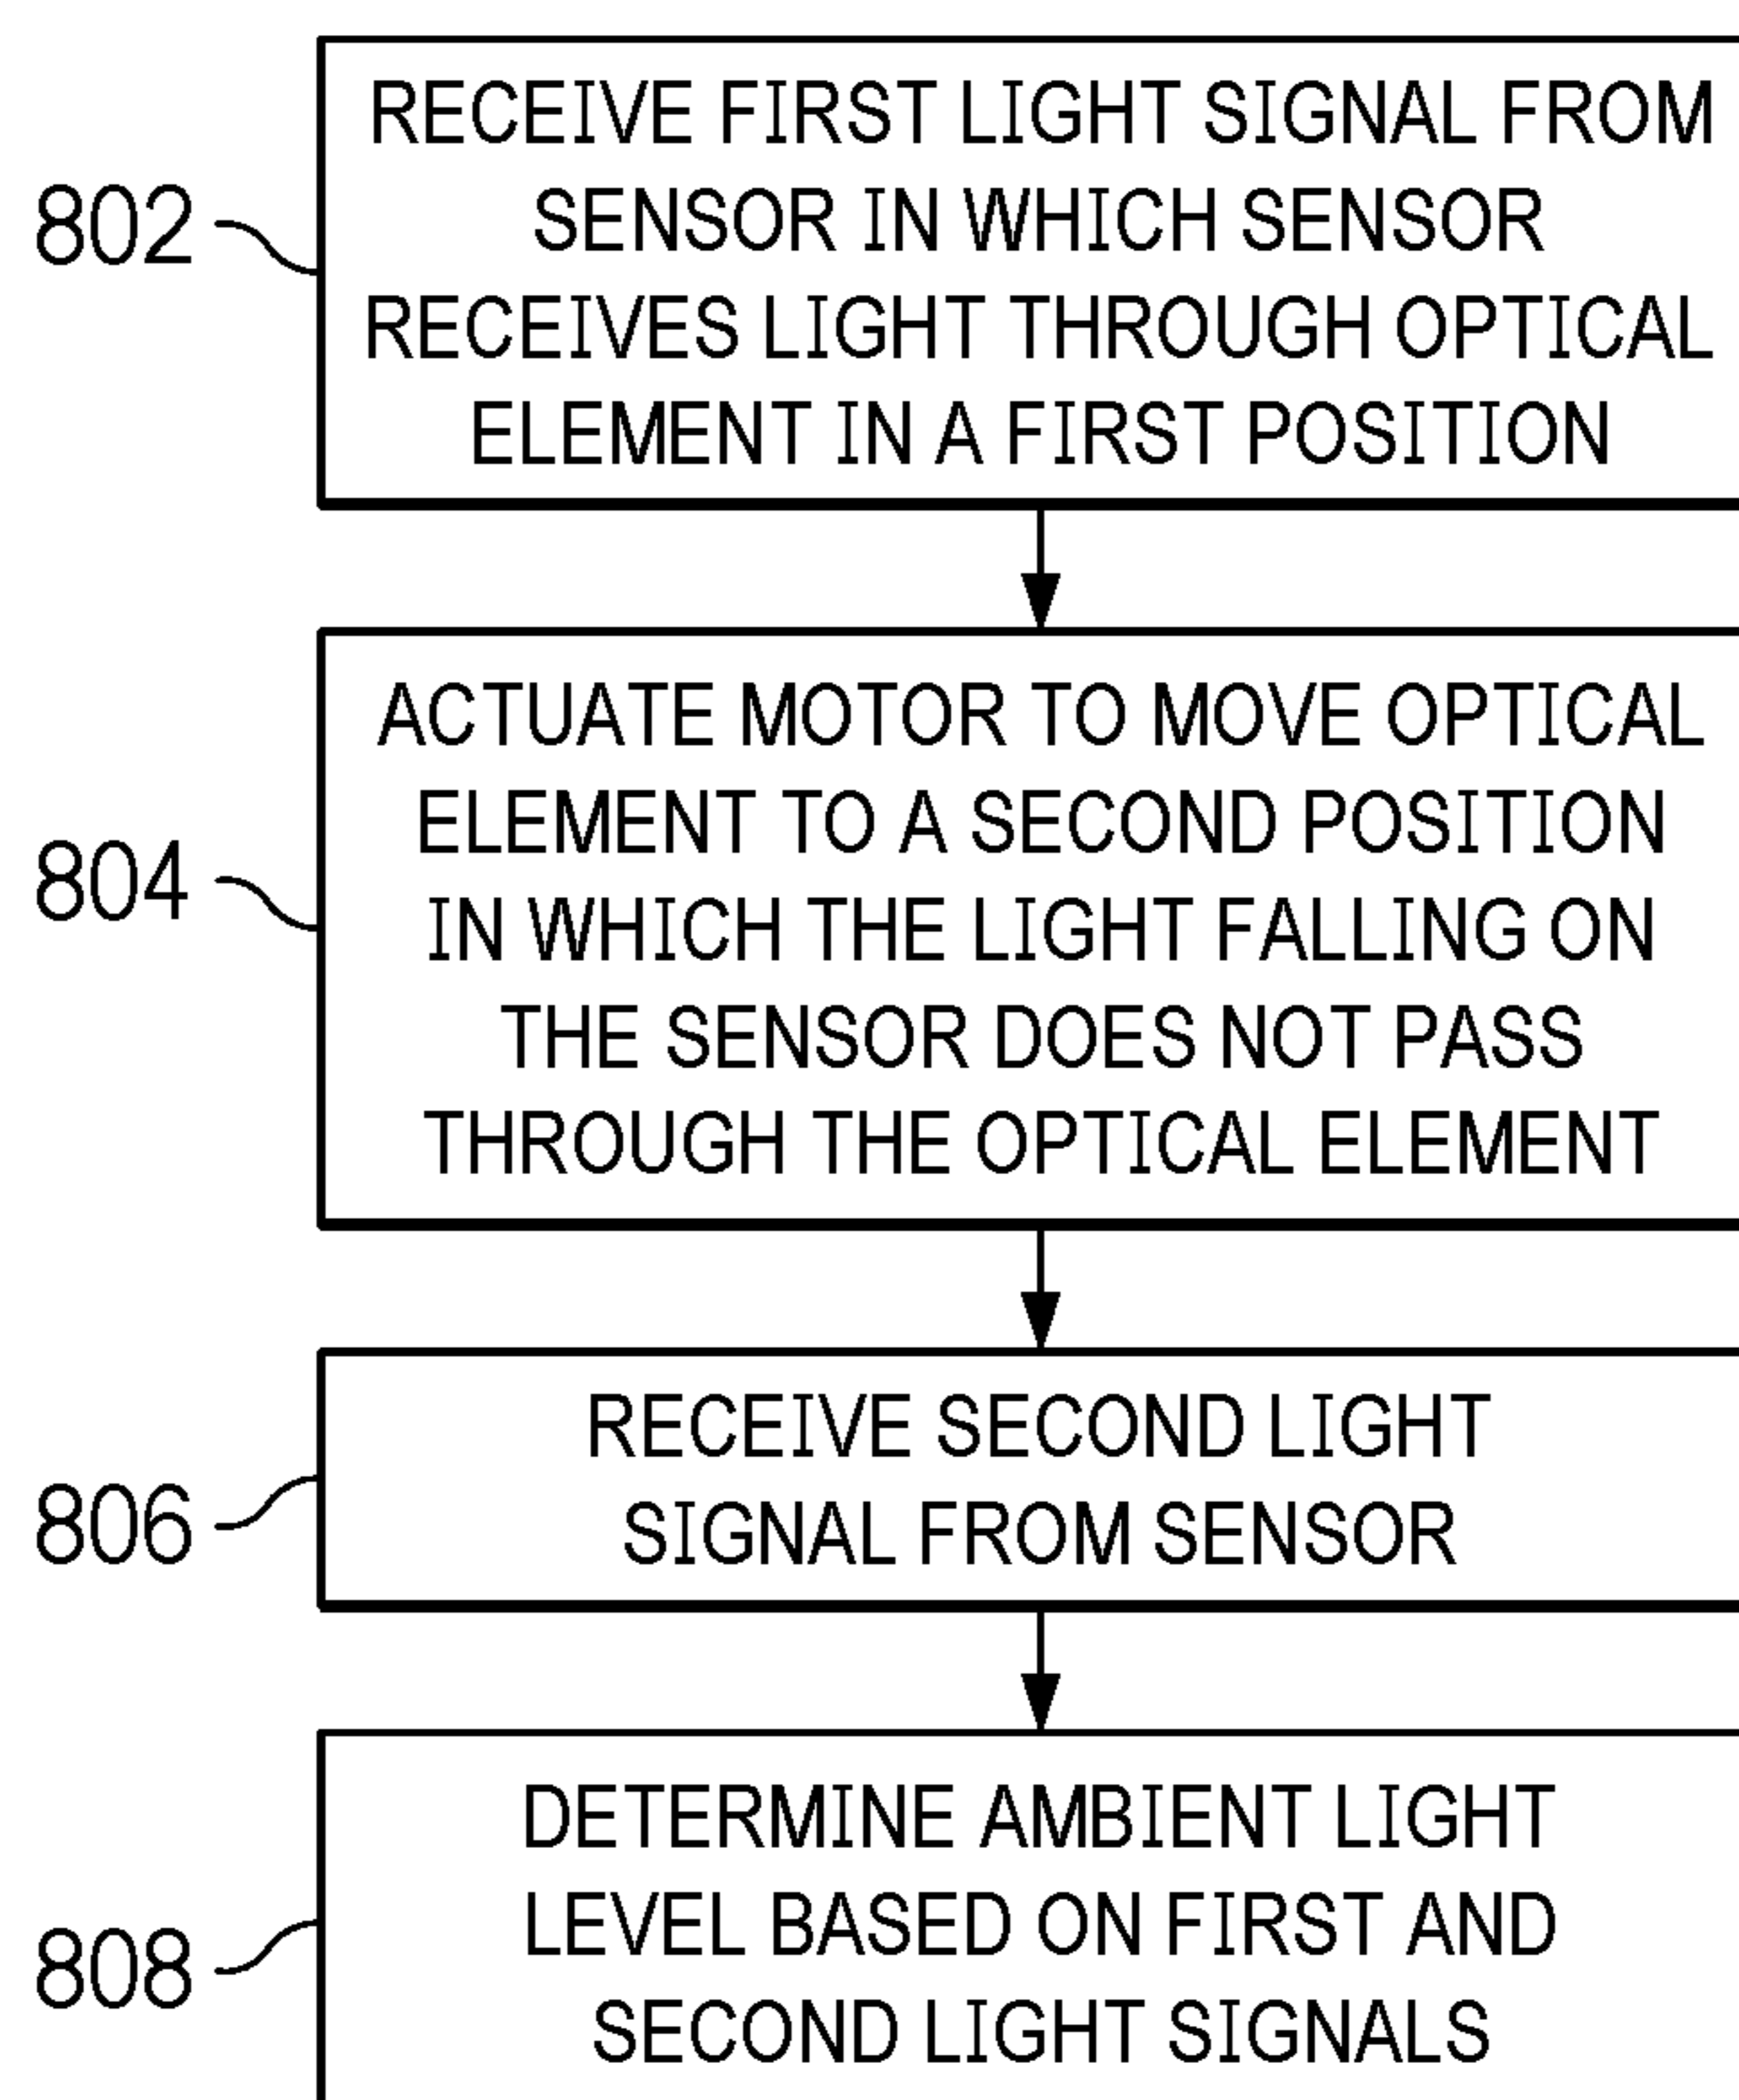 802
RECEIVE FIRST LIGHT SIGNAL FROM
SENSOR IN WHICH SENSOR
RECEIVES LIGHT THROUGH OPTICAL
ELEMENT IN A FIRST POSITION
804
ACTUATE MOTOR TO MOVE OPTICAL
ELEMENT TO A SECOND POSITION
IN WHICH THE LIGHT FALLING ON
THE SENSOR DOES NOT PASS
THROUGH THE OPTICAL ELEMENT
806
RECEIVE SECOND LIGHT
SIGNAL FROM SENSOR
808
DETERMINE AMBIENT LIGHT
LEVEL BASED ON FIRST AND
SECOND LIGHT SIGNALS